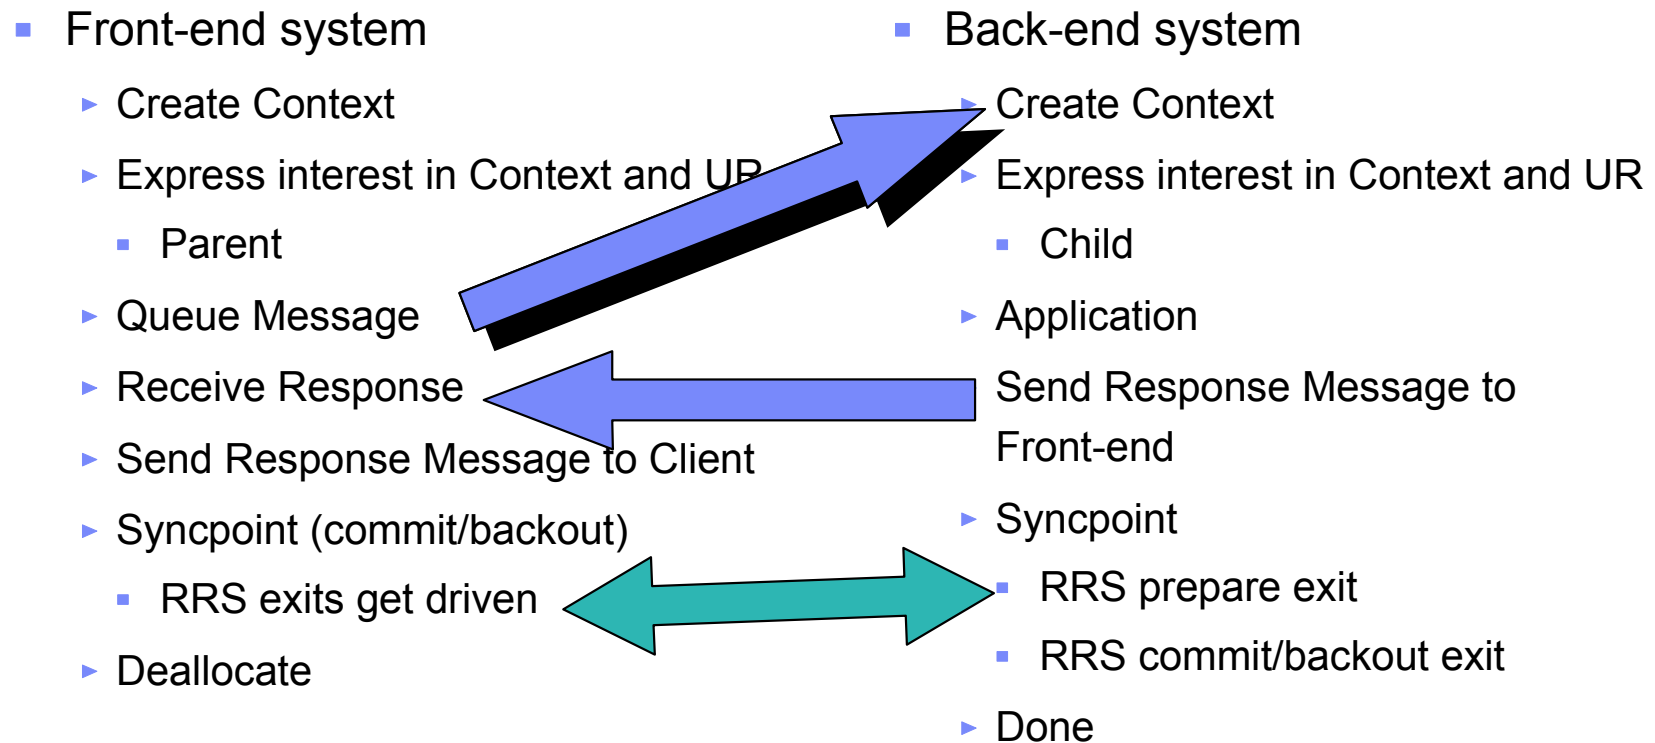 Front-end system
Create Context
Express interest in Context and UR
Parent
Queue Message
Receive Response
Send Response Message to Client
Syncpoint (commit/backout)
RRS exits get driven
Deallocate
Back-end system
Create Context
Express interest in Context and UR
Child
Application
Send Response Message to
Front-end
Syncpoint
RRS prepare exit
RRS commit/backout exit
Done